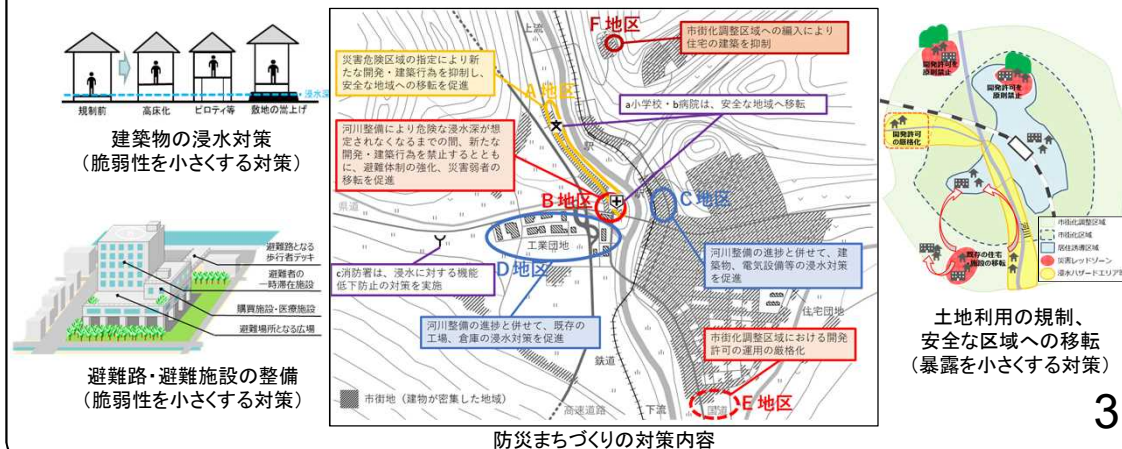 規制前
高床化
ピロティ等
敷地の嵩上げ
浸水深
建築物の浸水対策
(脆弱性を小さくする対策)
避難路となる
歩行者デッキ
避難者の
一時滞在施設
購買施設・医療施設
避難場所となる広場
避難路・避難施設の整備
(脆弱性を小さくする対策)
上流
F地区
市街化調整区域への編入により
住宅の建築を抑制
災害危険区域の指定により新
たな開発・建築行為を抑制し、
安全な地域への移転を促進
A地区
a小学校・b病院は、安全な地域へ移転
駅
河川整備により危険な浸水深が想
定されなくなるまでの間、新たな
開発・建築行為を禁止するととも
に、避難体制の強化、災害弱者の
移転を促進
B地区
C地区
県道
工業団地
D地区
c消防署は、浸水に対する機能
低下防止の対策を実施
河川整備の進捗と併せて、建
築物、電気設備等の浸水対策
を促進
河川整備の進捗と併せて、既存の
工場、倉庫の浸水対策を促進
住宅団地
市街化調整区域における開発
許可の運用の厳格化
鉄道
市街地(建物が密集した地域)
高速道路
下流
国道
E地区
防災まちづくりの対策内容
開発許可を
原則禁止
開発許可を
原則禁止
開発許可
の厳格化
河川
既存の住宅・
施設の移転
市街化調整区域
市街化区域
居住誘導区域
災害レッドゾーン
浸水ハザードエリア等
土地利用の規制、
安全な区域への移転
(暴露を小さくする対策)
3